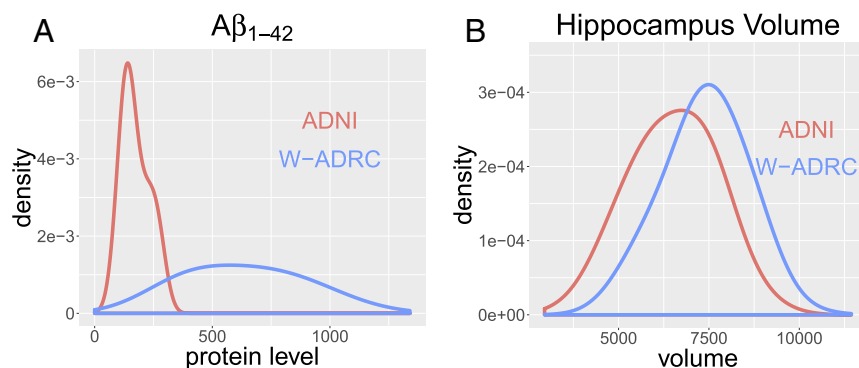 A
Aβ1–42
6e−3
4e−3
2e−3
0
density
ADNI
W−ADRC
0
500
1000
protein level
B
Hippocampus Volume
3e−04
2e−04
1e−04
0e+00
density
ADNI
W−ADRC
5000
7500
10000
volume